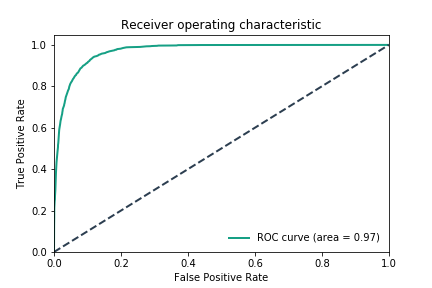 Receiver operating characteristic
True Positive Rate
1.0
0.8
0.6
0.4
0.2
0.0
ROC curve (area = 0.97)
0.0 0.2 0.4 0.6 0.8 1.0
False Positive Rate